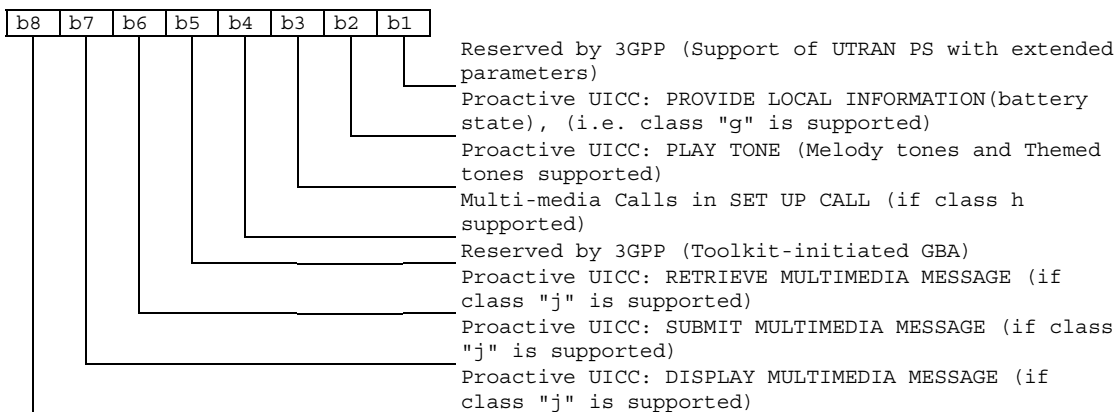 b8 b7 b6 b5 b4 b3 b2 b1
Reserved by 3GPP (Support of UTRAN PS with extended
parameters)
Proactive UICC: PROVIDE LOCAL INFORMATION(battery
state), (i.e. class "g" is supported)
Proactive UICC: PLAY TONE (Melody tones and Themed
tones supported)
Multi-media Calls in SET UP CALL (if class h
supported)
Reserved by 3GPP (Toolkit-initiated GBA)
Proactive UICC: RETRIEVE MULTIMEDIA MESSAGE (if
class "j" is supported)
Proactive UICC: SUBMIT MULTIMEDIA MESSAGE (if class
"j" is supported)
Proactive UICC: DISPLAY MULTIMEDIA MESSAGE (if
class "j" is supported)